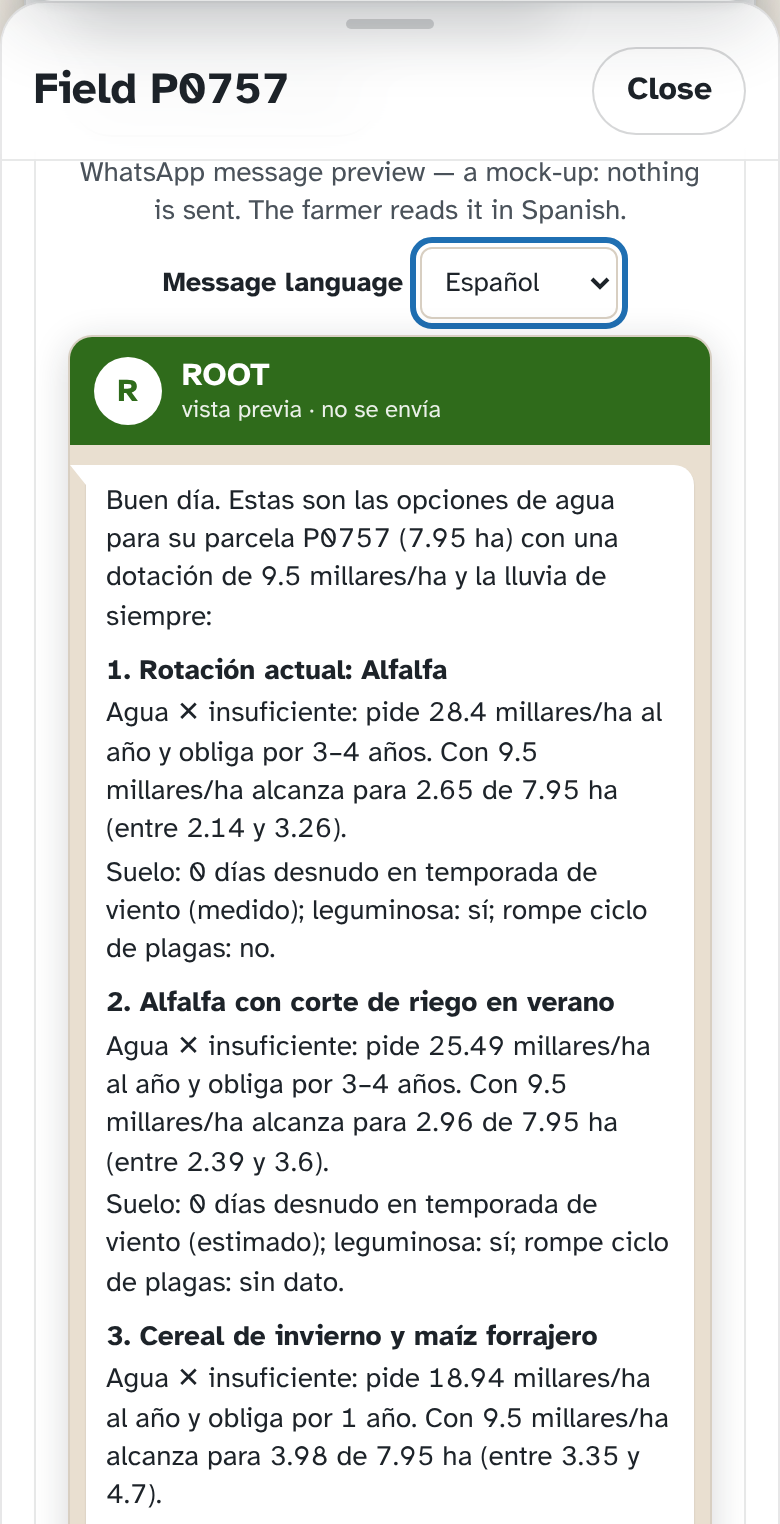 Field P0757
Close
WhatsApp message preview — a mock-up: nothing
is sent. The farmer reads it in Spanish.
Message language
Español
R
ROOT
vista previa · no se envía
Buen día. Estas son las opciones de agua
para su parcela P0757 (7.95 ha) con una
dotación de 9.5 millares/ha y la lluvia de
siempre:
1. Rotación actual: Alfalfa
Agua ✕ insuficiente: pide 28.4 millares/ha al
año y obliga por 3–4 años. Con 9.5
millares/ha alcanza para 2.65 de 7.95 ha
(entre 2.14 y 3.26).
Suelo: 0 días desnudo en temporada de
viento (medido); leguminosa: sí; rompe ciclo
de plagas: no.
2. Alfalfa con corte de riego en verano
Agua ✕ insuficiente: pide 25.49 millares/ha
al año y obliga por 3–4 años. Con 9.5
millares/ha alcanza para 2.96 de 7.95 ha
(entre 2.39 y 3.6).
Suelo: 0 días desnudo en temporada de
viento (estimado); leguminosa: sí; rompe ciclo
de plagas: sin dato.
3. Cereal de invierno y maíz forrajero
Agua ✕ insuficiente: pide 18.94 millares/ha
al año y obliga por 1 año. Con 9.5 millares/ha
alcanza para 3.98 de 7.95 ha (entre 3.35 y
4.7).